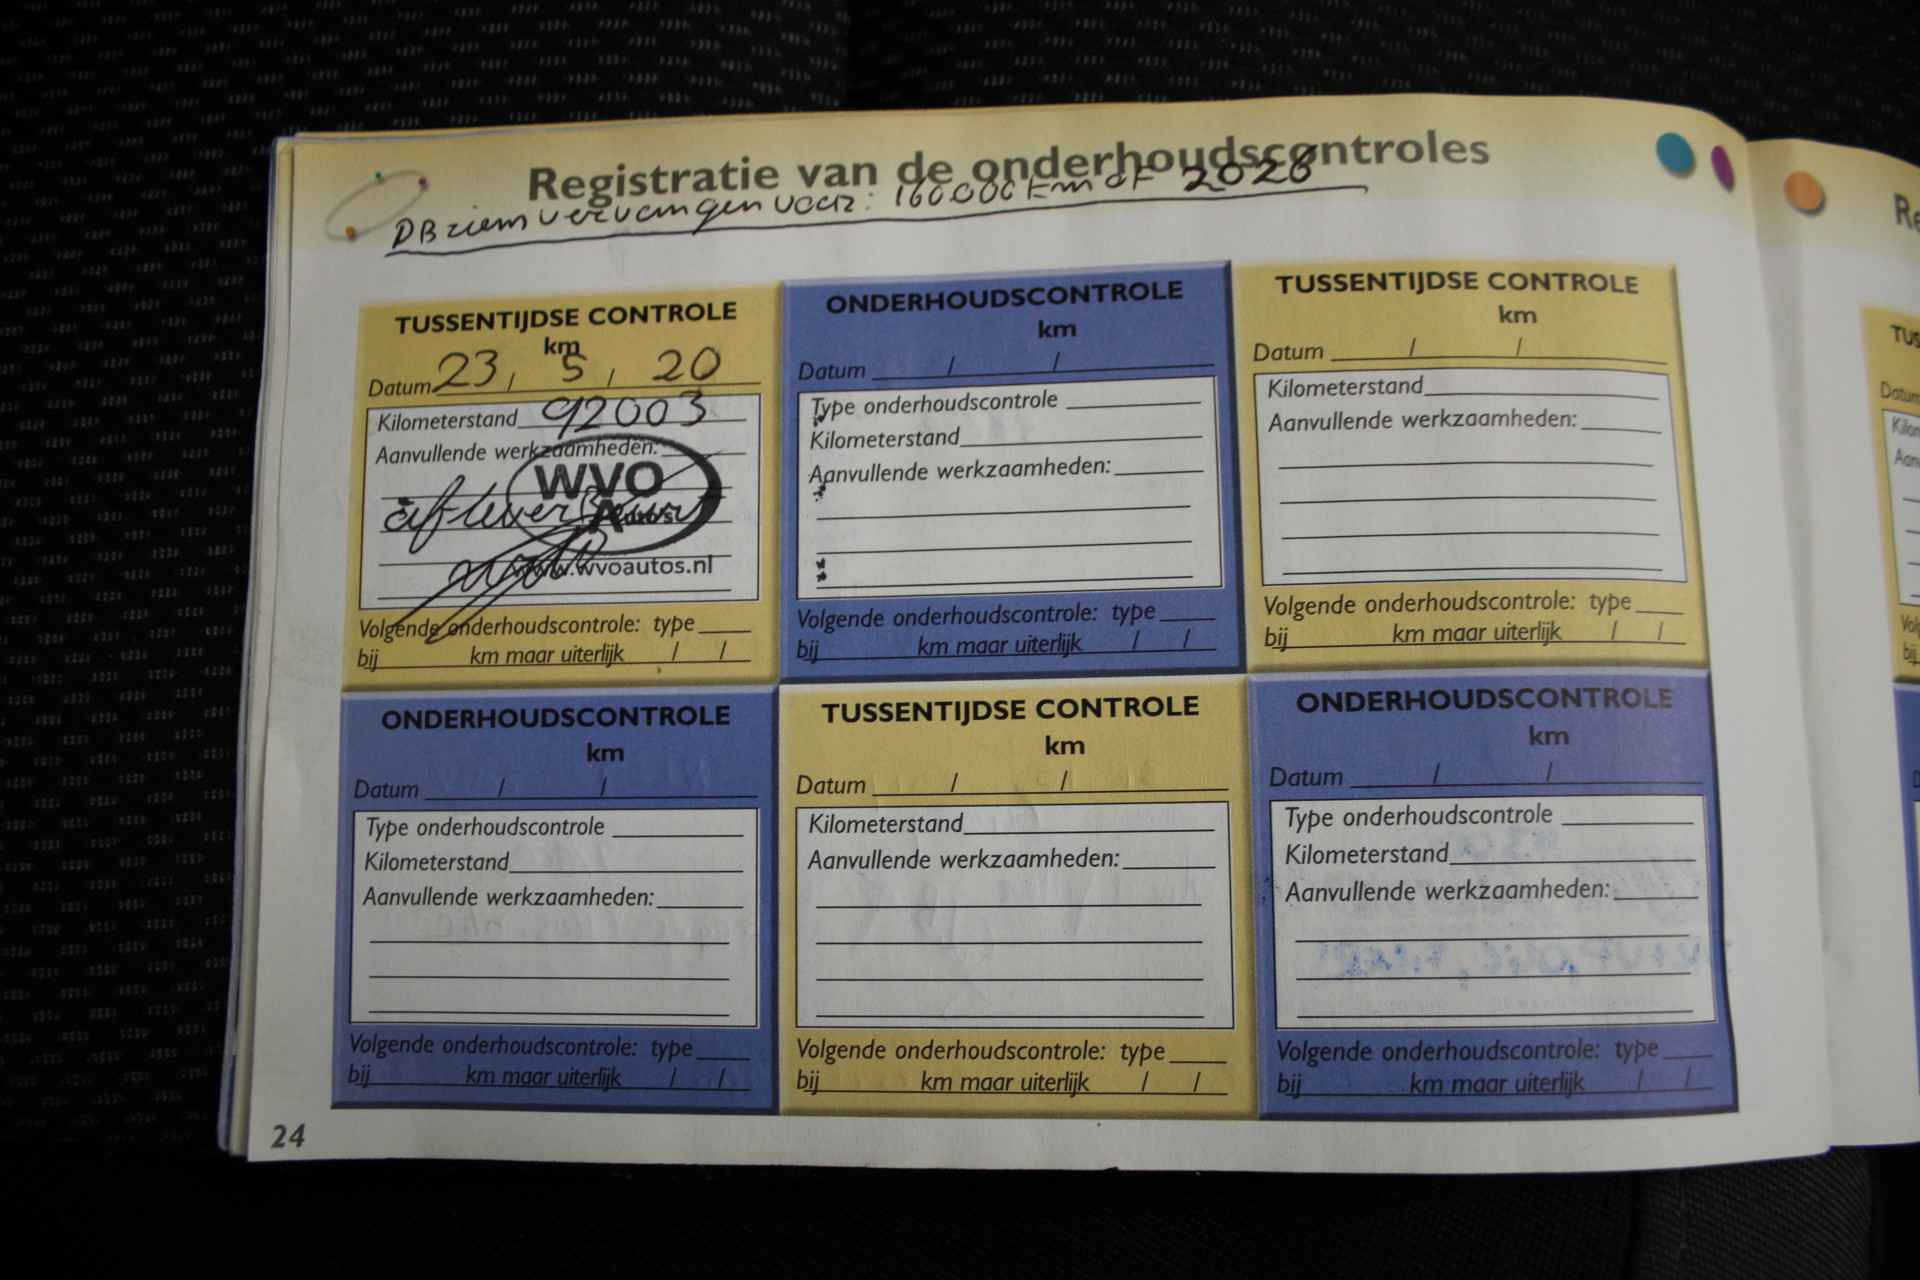 Registratie van de onderhoudscontroles
DBriem vervangen voor: 160000km of 2028
TUSSENTIJDSE CONTROLE
km
Datum 23 / 5 / 20
Kilometerstand 92003
Aanvullende werkzaamheden:
WVO
Autos
afleverBeurt
www.wvoautos.nl
Volgende onderhoudscontrole: type
bij km maar uiterlijk / /
ONDERHOUDSCONTROLE
km
Datum / /
Type onderhoudscontrole
Kilometerstand
Aanvullende werkzaamheden:
Volgende onderhoudscontrole: type
bij km maar uiterlijk / /
TUSSENTIJDSE CONTROLE
km
Datum / /
Kilometerstand
Aanvullende werkzaamheden:
Volgende onderhoudscontrole: type
bij km maar uiterlijk / /
ONDERHOUDSCONTROLE
km
Datum / /
Type onderhoudscontrole
Kilometerstand
Aanvullende werkzaamheden:
Volgende onderhoudscontrole: type
bij km maar uiterlijk / /
TUSSENTIJDSE CONTROLE
km
Datum / /
Kilometerstand
Aanvullende werkzaamheden:
Volgende onderhoudscontrole: type
bij km maar uiterlijk / /
ONDERHOUDSCONTROLE
km
Datum / /
Type onderhoudscontrole
Kilometerstand
Aanvullende werkzaamheden:
Volgende onderhoudscontrole: type
bij km maar uiterlijk / /
24